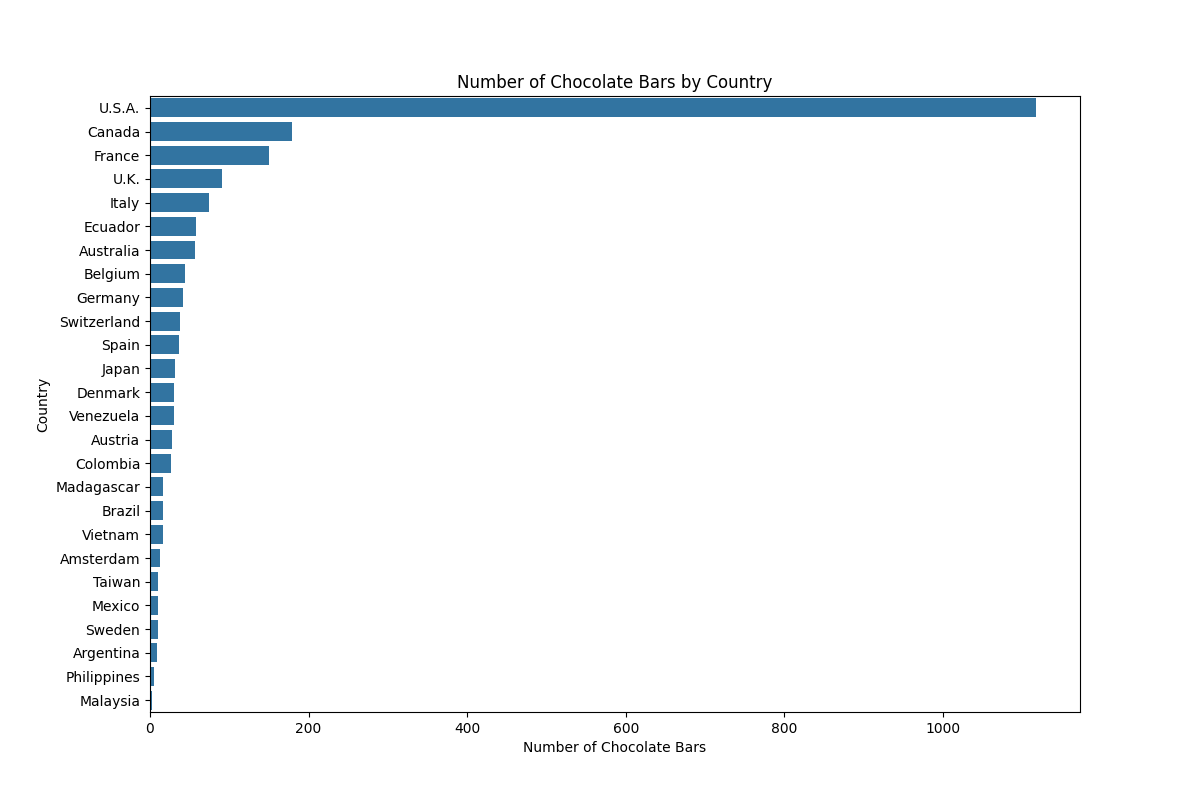 Number of Chocolate Bars by Country
Country
U.S.A.
Canada
France
U.K.
Italy
Ecuador
Australia
Belgium
Germany
Switzerland
Spain
Japan
Denmark
Venezuela
Austria
Colombia
Madagascar
Brazil
Vietnam
Amsterdam
Taiwan
Mexico
Sweden
Argentina
Philippines
Malaysia
0 200 400 600 800 1000
Number of Chocolate Bars